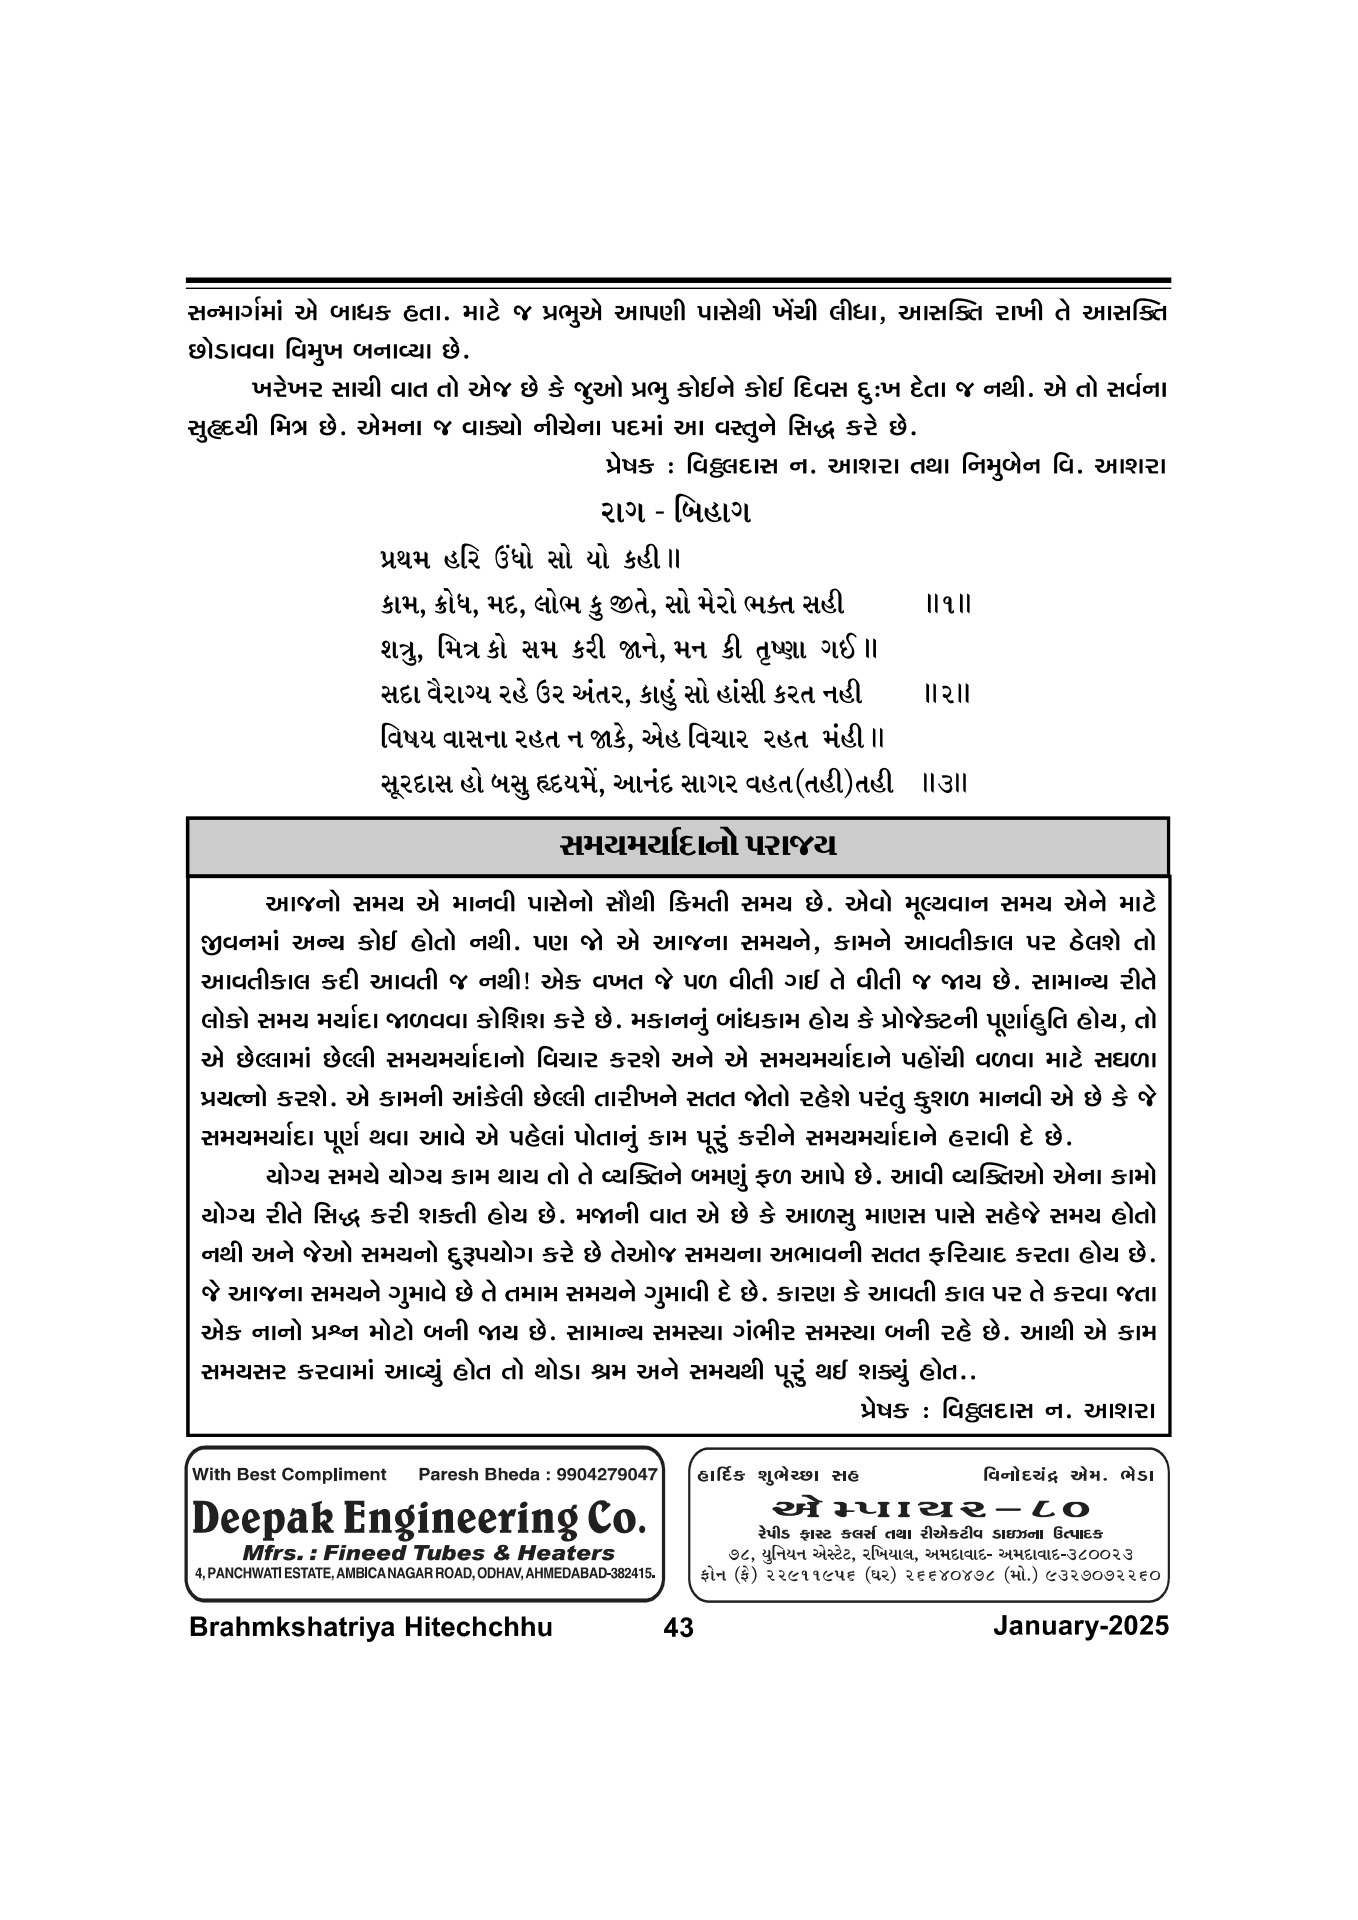 સન્માર્ગમાં એ બાધક હતા. માટે જ પ્રભુએ આપણી પાસેથી ખેંચી લીધા, આસક્તિ રાખી તે આસક્તિ
છોડાવવા વિમુખ બનાવ્યા છે.
ખરેખર સાચી વાત તો એજ છે કે જુઓ પ્રભુ કોઈને કોઈ દિવસ દુઃખ દેતા જ નથી. એ તો સર્વના
સુહૃદયી મિત્ર છે. એમના જ વાક્યો નીચેના પદમાં આ વસ્તુને સિદ્ધ કરે છે.
પ્રેષક : વિઠ્ઠલદાસ ન. આશરા તથા નિમુબેન વિ. આશરા
રાગ - બિહાગ
પ્રથમ હરિ ઉંધો સો યો કહી॥
કામ, ક્રોધ, મદ, લોભ કુ જીતે, સો મેરો ભક્ત સહી ॥૧॥
શત્રુ, મિત્ર કો સમ કરી જાને, મન કી તૃષ્ણા ગઈ॥
સદા વૈરાગ્ય રહે ઉર અંતર, કાહું સો હાંસી કરત નહી ॥૨॥
વિષય વાસના રહત ન જાકે, એહ વિચાર રહત મંહી॥
સૂરદાસ હો બસુ હૃદયમેં, આનંદ સાગર વહત(તહી)તહી ॥૩॥
સમયમર્યાદાનો પરાજય
આજનો સમય એ માનવી પાસેનો સૌથી કિમતી સમય છે. એવો મૂલ્યવાન સમય એને માટે
જીવનમાં અન્ય કોઈ હોતો નથી. પણ જો એ આજના સમયને, કામને આવતીકાલ પર ઠેલશે તો
આવતીકાલ કદી આવતી જ નથી! એક વખત જે પળ વીતી ગઈ તે વીતી જ જાય છે. સામાન્ય રીતે
લોકો સમય મર્યાદા જાળવવા કોશિશ કરે છે. મકાનનું બાંધકામ હોય કે પ્રોજેક્ટની પૂર્ણાહુતિ હોય, તો
એ છેલ્લામાં છેલ્લી સમયમર્યાદાનો વિચાર કરશે અને એ સમયમર્યાદાને પહોંચી વળવા માટે સઘળા
પ્રયત્નો કરશે. એ કામની આંકેલી છેલ્લી તારીખને સતત જોતો રહેશે પરંતુ કુશળ માનવી એ છે કે જે
સમયમર્યાદા પૂર્ણ થવા આવે એ પહેલાં પોતાનું કામ પૂરું કરીને સમયમર્યાદાને હરાવી દે છે.
યોગ્ય સમયે યોગ્ય કામ થાય તો તે વ્યક્તિને બમણું ફળ આપે છે. આવી વ્યક્તિઓ એના કામો
યોગ્ય રીતે સિદ્ધ કરી શકતી હોય છે. મજાની વાત એ છે કે આળસુ માણસ પાસે સહેજે સમય હોતો
નથી અને જેઓ સમયનો દુરૂપયોગ કરે છે તેઓજ સમયના અભાવની સતત ફરિયાદ કરતા હોય છે.
જે આજના સમયને ગુમાવે છે તે તમામ સમયને ગુમાવી દે છે. કારણ કે આવતી કાલ પર તે કરવા જતા
એક નાનો પ્રશ્ન મોટો બની જાય છે. સામાન્ય સમસ્યા ગંભીર સમસ્યા બની રહે છે. આથી એ કામ
સમયસર કરવામાં આવ્યું હોત તો થોડા શ્રમ અને સમયથી પૂરું થઈ શક્યું હોત..
પ્રેષક : વિઠ્ઠલદાસ ન. આશરા
With Best Compliment Paresh Bheda : 9904279047
Deepak Engineering Co.
Mfrs. : Fineed Tubes & Heaters
4, PANCHWATI ESTATE, AMBICA NAGAR ROAD, ODHAV, AHMEDABAD-382415.
હાર્દિક શુભેચ્છા સહ વિનોદચંદ્ર એમ. ભેડા
એમ્પાયર-૮૦
રેપીડ ફાસ્ટ કલર્સ તથા રીએક્ટીવ ડાઇઝના ઉત્પાદક
૭૮, યુનિયન એસ્ટેટ, રખિયાલ, અમદાવાદ- અમદાવાદ-૩૮૦૦૨૩
ફોન (ફે) ૨૨૯૧૧૯૫૬ (ઘર) ૨૬૬૪૦૪૭૮ (મો.) ૯૩૨૭૦૭૨૨૬૦
Brahmkshatriya Hitechchhu 43 January-2025